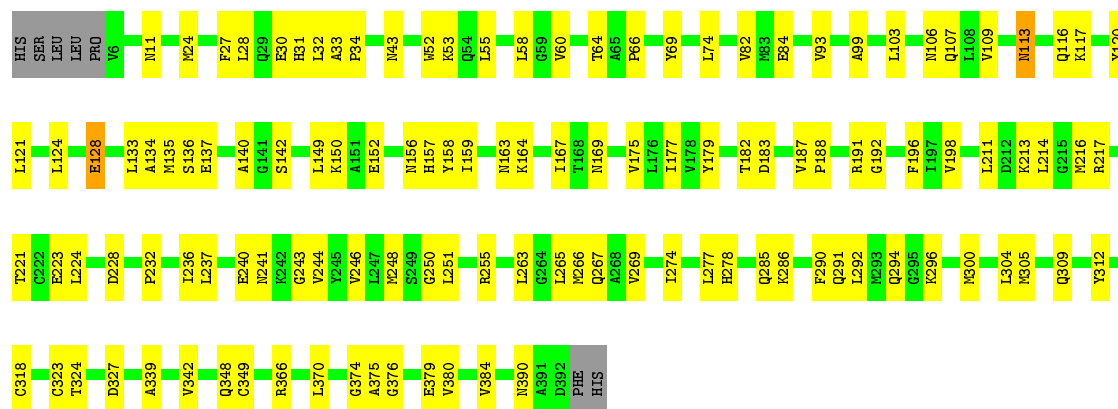 HIS SER LEU LEU PRO V6 N11 M24 F27 L28 Q29 E30 H31 L32 A33 P34 N43 W52 K53 Q54 L55 L58 G59 V60 T64 A65 P66 Y69 L74 V82 M83 E84 V93 A99 L103 N106 Q107 L108 V109 N113 Q116 K117 Y120
L121 L124 E128 L133 A134 M135 S136 E137 A140 G141 S142 L149 K150 A151 E152 N156 H157 Y158 I159 N163 K164 I167 T168 N169 V175 L176 I177 V178 Y179 T182 D183 V187 P188 R191 G192 F196 I197 V198 L211 D212 K213 L214 G215 M216 R217
T221 C222 E223 L224 D228 P232 I236 L237 E240 N241 K242 G243 V244 Y245 V246 L247 M248 S249 G250 L251 R255 L263 G264 L265 M266 Q267 A268 V269 I274 L277 H278 Q285 K286 F290 Q291 L292 M293 Q294 G295 K296 M300 L304 M305 Q309 Y312
C318 C323 T324 D327 A339 V342 Q348 C349 R366 L370 G374 A375 G376 E379 V380 V384 N390 A391 D392 PHE HIS